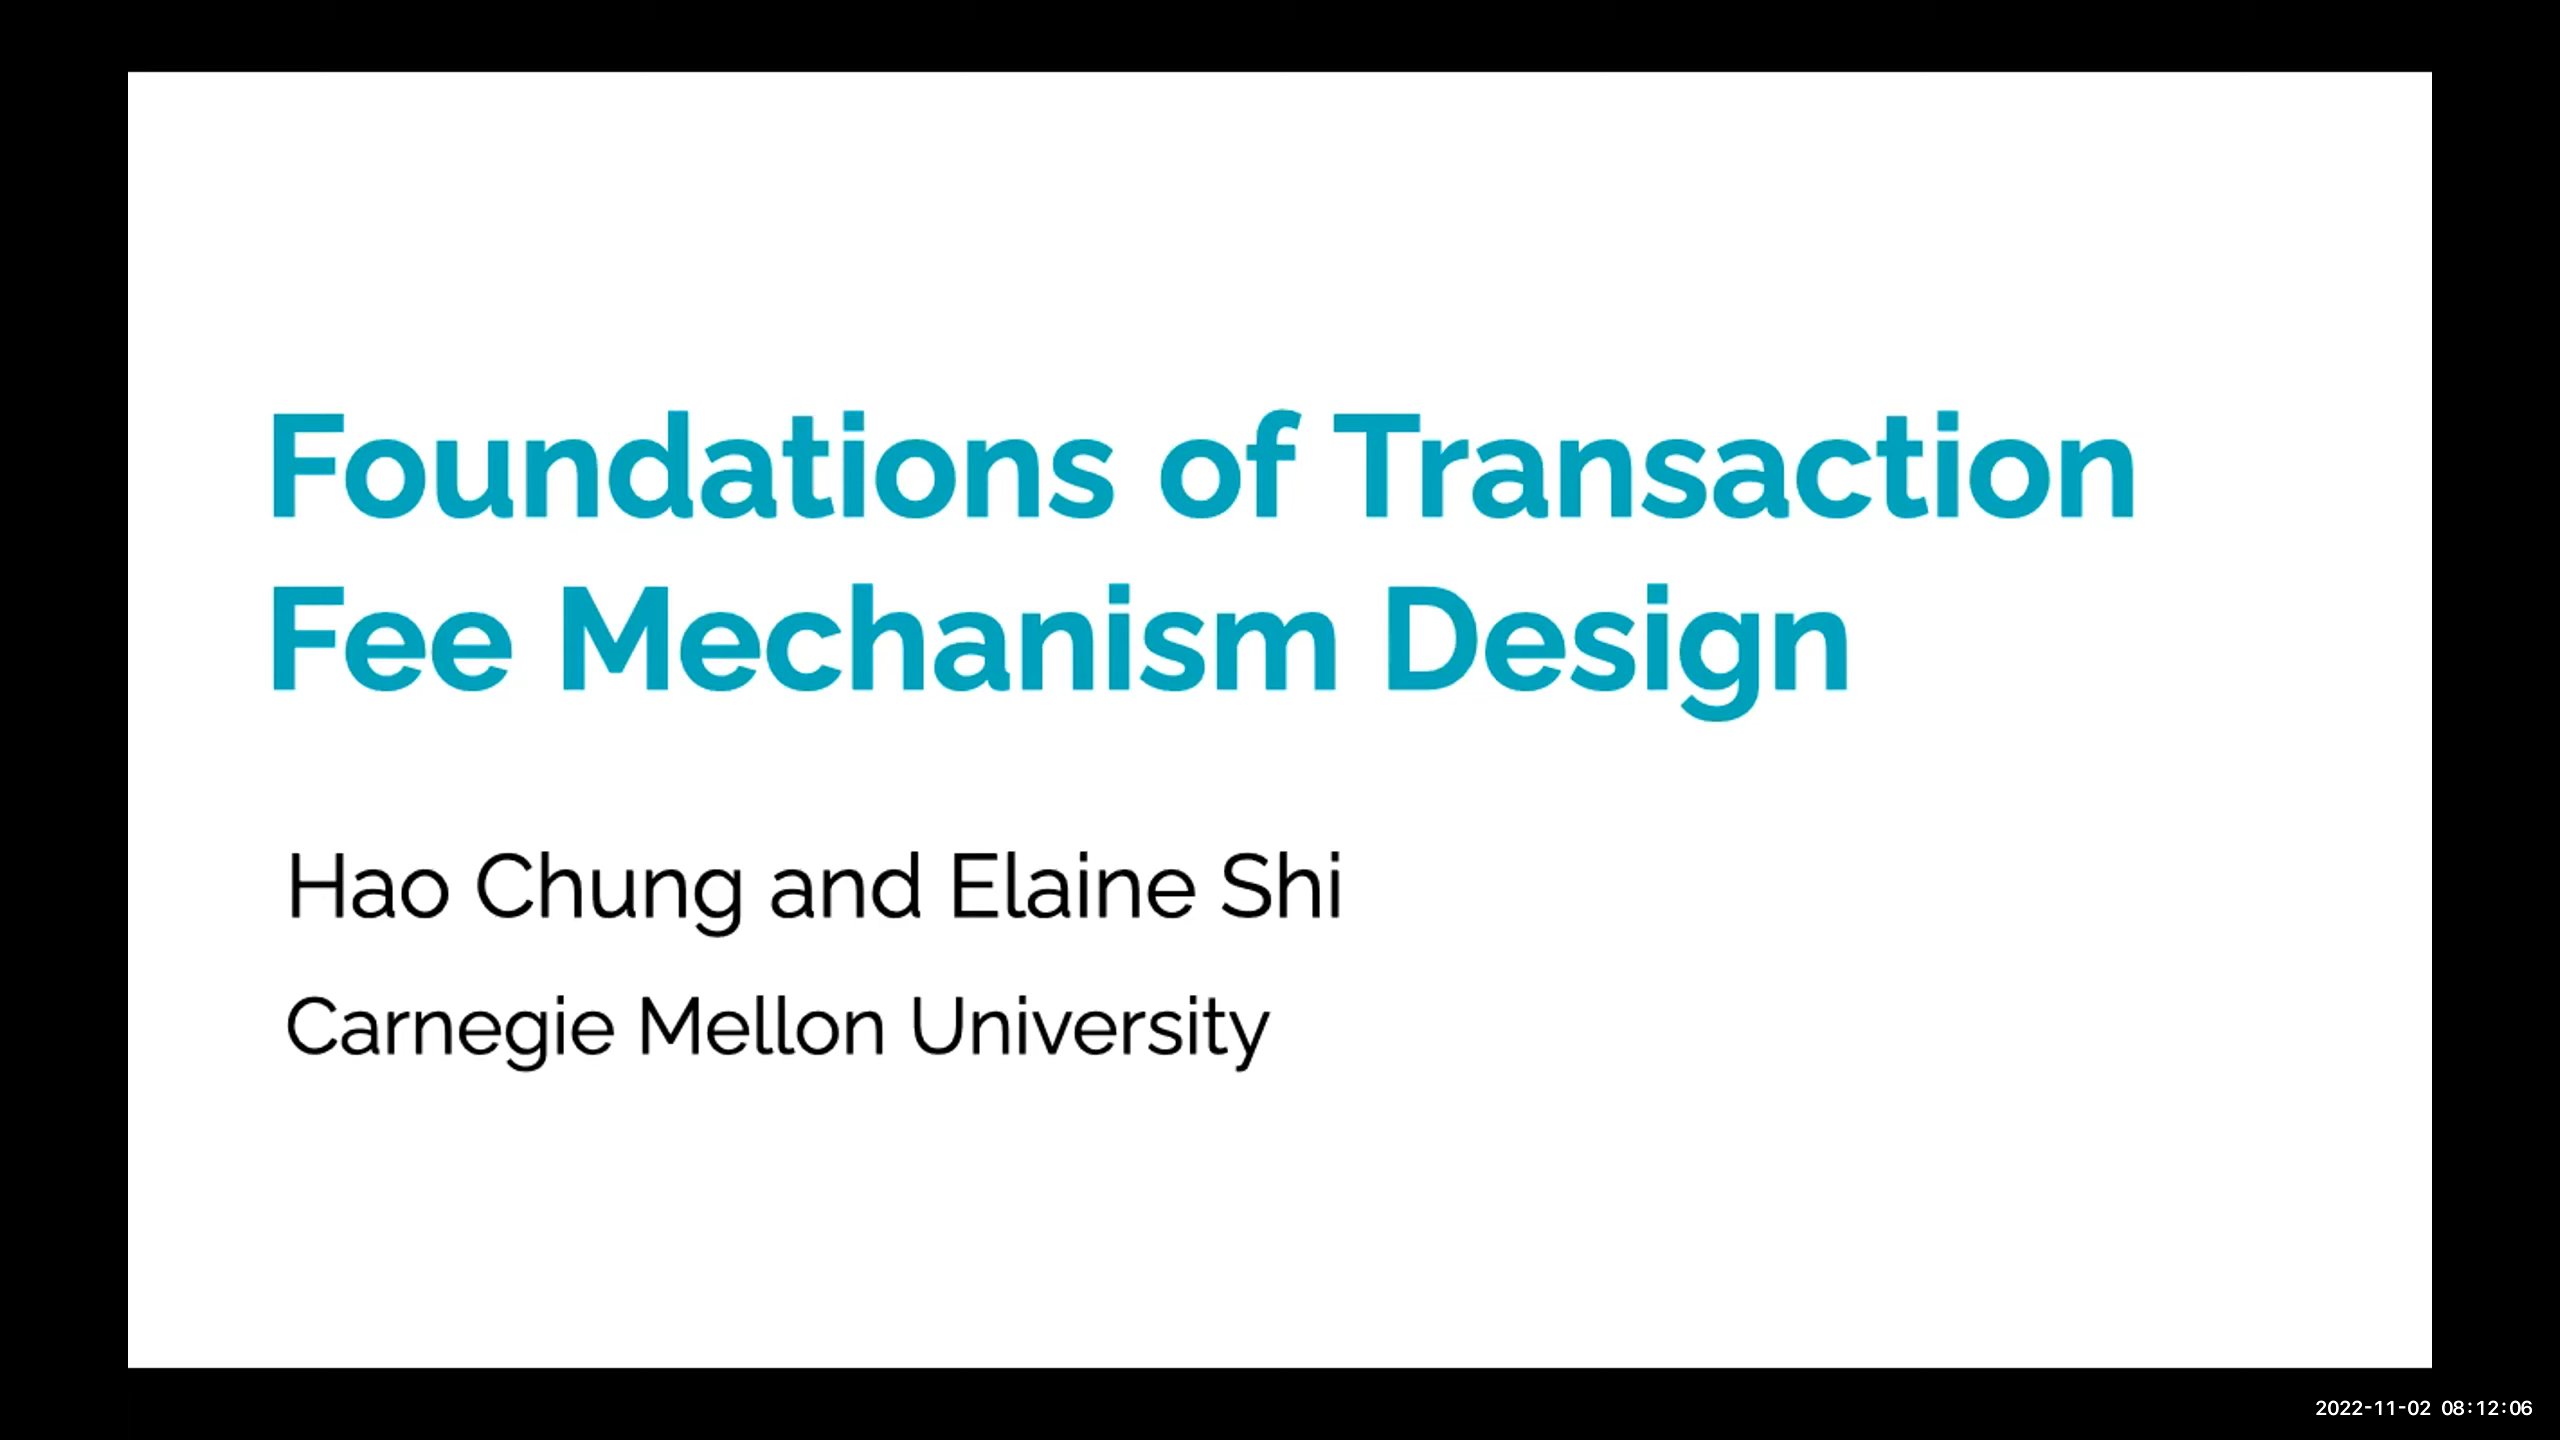 Foundations of Transaction
Fee Mechanism Design
Hao Chung and Elaine Shi
Carnegie Mellon University
2022-11-02 08:12:06